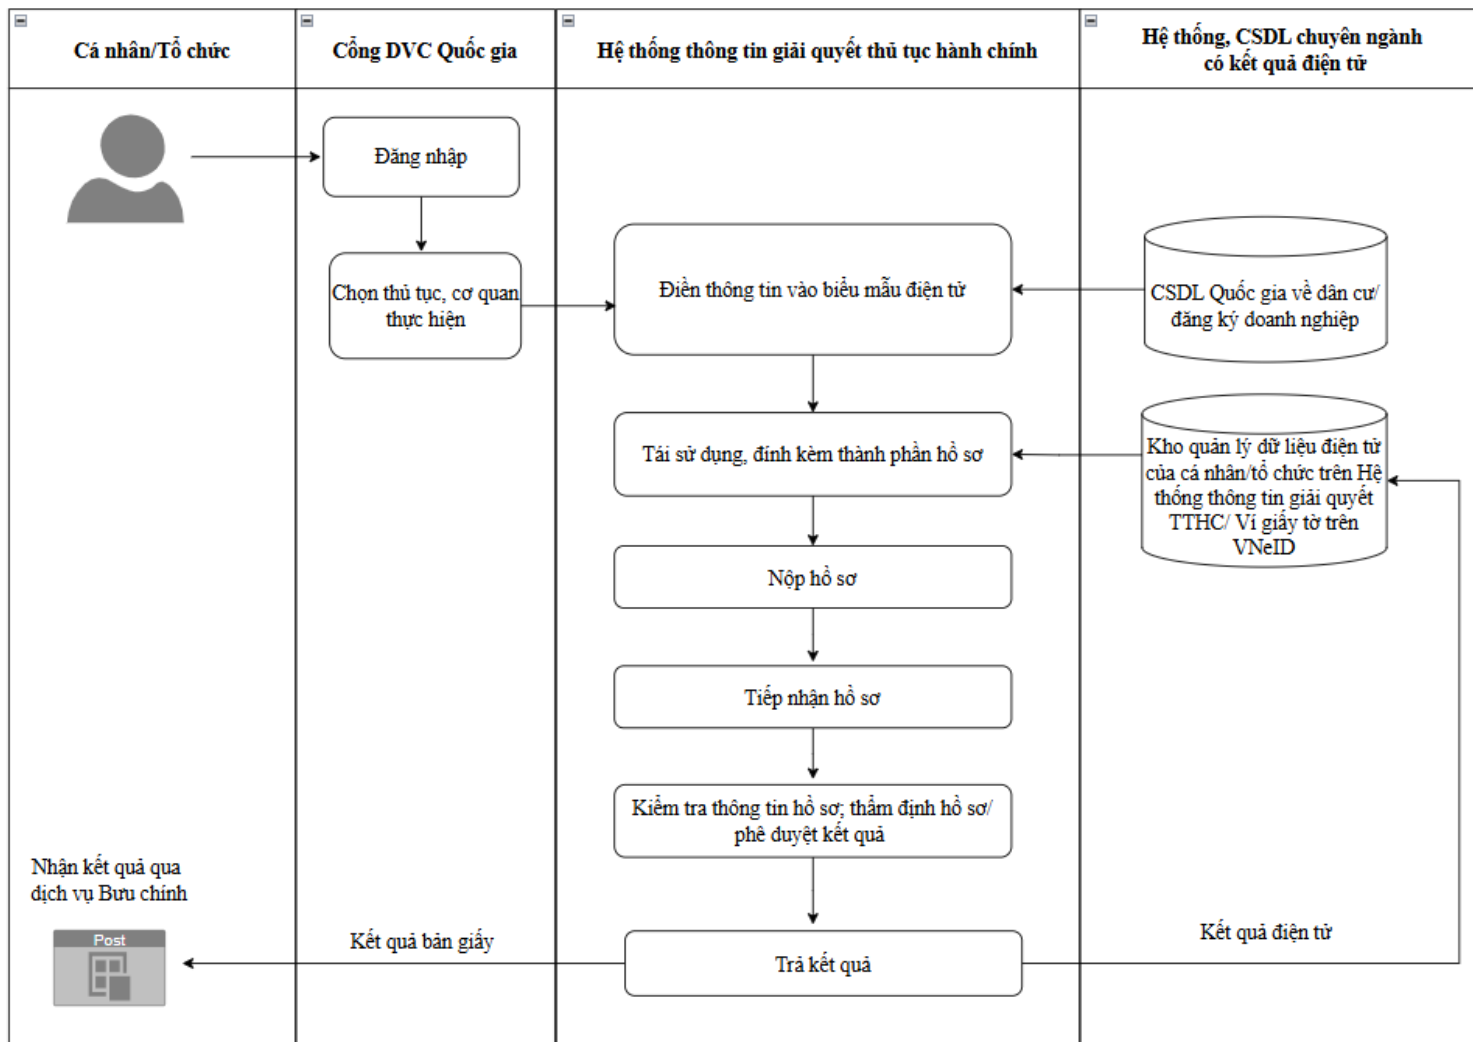 Cá nhân/Tổ chức
Cổng DVC Quốc gia
Hệ thống thông tin giải quyết thủ tục hành chính
Hệ thống, CSDL chuyên ngành
có kết quả điện tử
Đăng nhập
Chọn thủ tục, cơ quan
thực hiện
Điền thông tin vào biểu mẫu điện tử
CSDL Quốc gia về dân cư/
đăng ký doanh nghiệp
Tái sử dụng, đính kèm thành phần hồ sơ
Kho quản lý dữ liệu điện tử
của cá nhân/tổ chức trên Hệ
thống thông tin giải quyết
TTHC/ Ví giấy tờ trên
VNeID
Nộp hồ sơ
Tiếp nhận hồ sơ
Kiểm tra thông tin hồ sơ; thẩm định hồ sơ/
phê duyệt kết quả
Nhận kết quả qua
dịch vụ Bưu chính
Post
Kết quả bản giấy
Trả kết quả
Kết quả điện tử